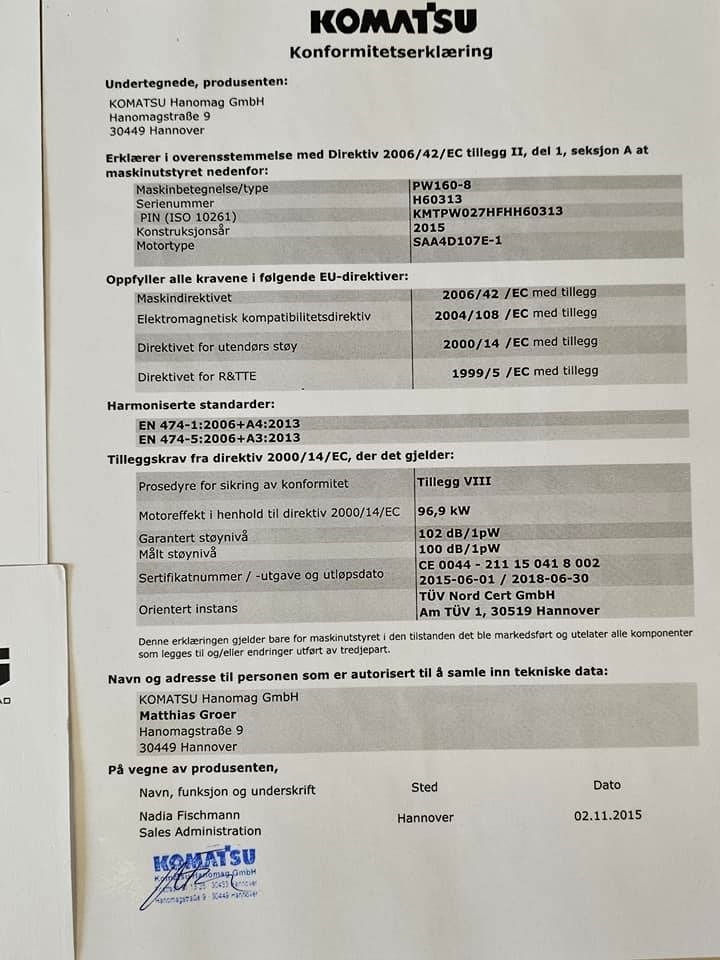 KOMATSU
Konformitetserklæring
Undertegnede, produsenten:
KOMATSU Hanomag GmbH
Hanomagstraße 9
30449 Hannover
Erklærer i overensstemmelse med Direktiv 2006/42/EC tillegg II, del 1, seksjon A at
maskinutstyret nedenfor:
Maskinbetegnelse/type PW160-8
Serienummer H60313
PIN (ISO 10261) KMTPW027HFHH60313
Konstruksjonsår 2015
Motortype SAA4D107E-1
Oppfyller alle kravene i følgende EU-direktiver:
Maskindirektivet 2006/42 /EC med tillegg
Elektromagnetisk kompatibilitetsdirektiv 2004/108 /EC med tillegg
Direktivet for utendørs støy 2000/14 /EC med tillegg
Direktivet for R&TTE 1999/5 /EC med tillegg
Harmoniserte standarder:
EN 474-1:2006+A4:2013
EN 474-5:2006+A3:2013
Tilleggskrav fra direktiv 2000/14/EC, der det gjelder:
Prosedyre for sikring av konformitet Tillegg VIII
Motoreffekt i henhold til direktiv 2000/14/EC 96,9 kW
Garantert støynivå 102 dB/1pW
Målt støynivå 100 dB/1pW
Sertifikatnummer / -utgave og utløpsdato CE 0044 - 211 15 041 8 002
2015-06-01 / 2018-06-30
Orientert instans TÜV Nord Cert GmbH
Am TÜV 1, 30519 Hannover
Denne erklæringen gjelder bare for maskinutstyret i den tilstanden det ble markedsført og utelater alle komponenter
som legges til og/eller endringer utført av tredjepart.
Navn og adresse til personen som er autorisert til å samle inn tekniske data:
KOMATSU Hanomag GmbH
Matthias Groer
Hanomagstraße 9
30449 Hannover
På vegne av produsenten,
Navn, funksjon og underskrift Sted Dato
Nadia Fischmann Hannover 02.11.2015
Sales Administration
KOMATSU
Komatsu Hanomag GmbH
Hanomagstraße 9 · 30449 Hannover